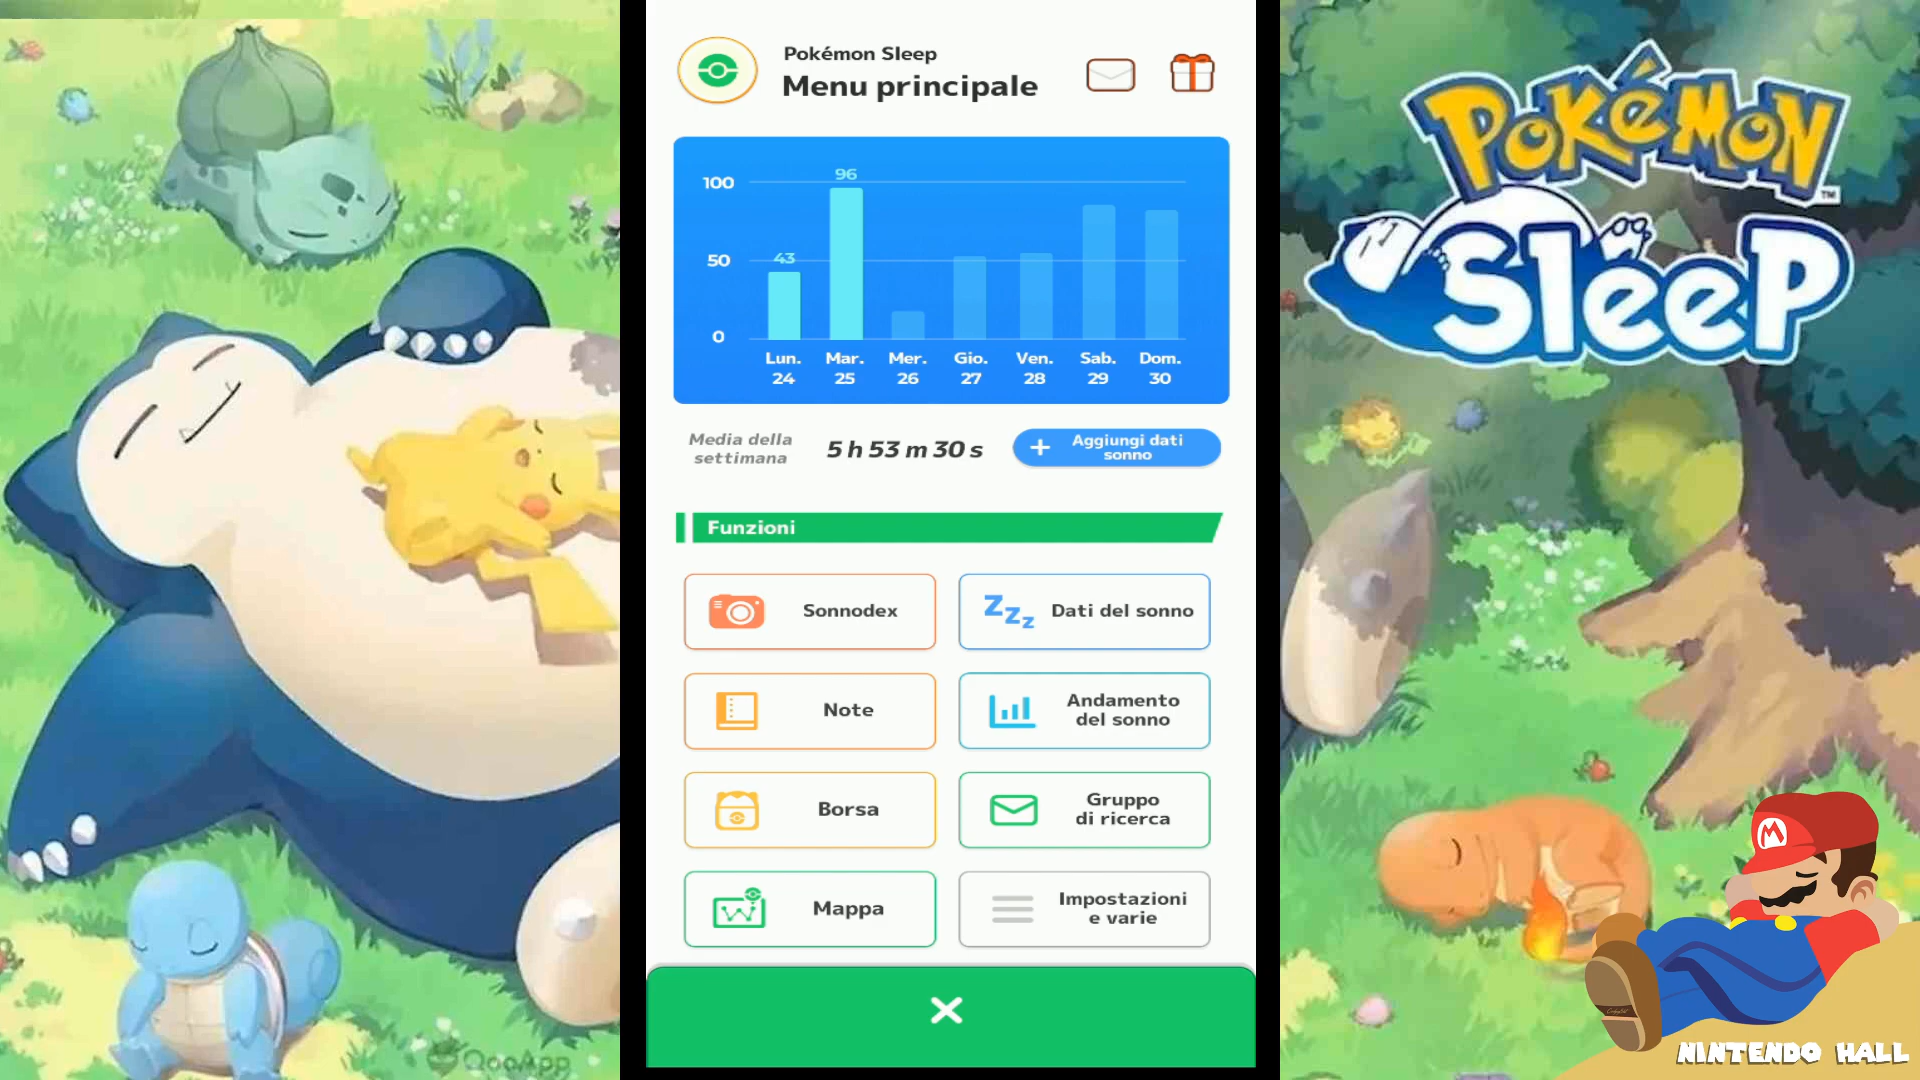 Pokémon Sleep
Menu principale
96
100
43
50
0
Lun. Mar. Mer. Gio. Ven. Sab. Dom.
24 25 26 27 28 29 30
Media della
settimana
5 h 53 m 30 s
+ Aggiungi dati
sonno
Funzioni
Sonnodex
Zzz Dati del sonno
Note
Andamento
del sonno
Borsa
Gruppo
di ricerca
Mappa
Impostazioni
e varie
POKÉMON
TM
Sleep
M
QooApp
NINTENDO HALL